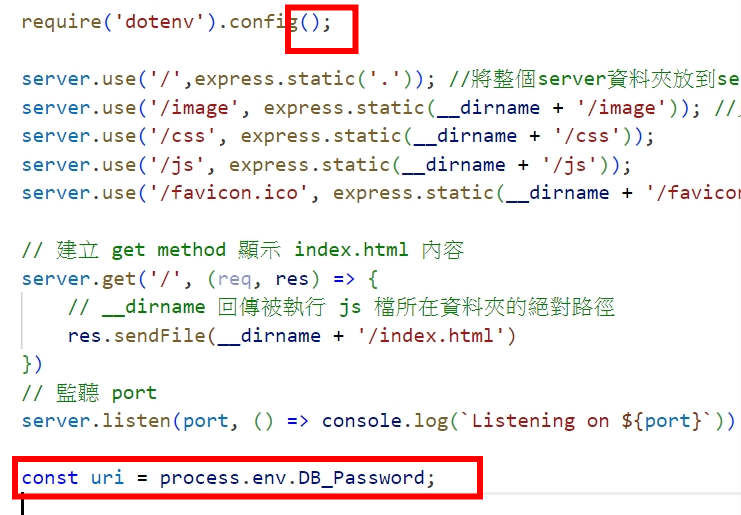 require('dotenv').config();
server.use('/',express.static('.')); //將整個server資料夾放到se
server.use('/image', express.static(__dirname + '/image')); //
server.use('/css', express.static(__dirname + '/css'));
server.use('/js', express.static(__dirname + '/js'));
server.use('/favicon.ico', express.static(__dirname + '/favicon
// 建立 get method 顯示 index.html 內容
server.get('/', (req, res) => {
// __dirname 回傳被執行 js 檔所在資料夾的絕對路徑
res.sendFile(__dirname + '/index.html')
})
// 監聽 port
server.listen(port, () => console.log(`Listening on ${port}`))
const uri = process.env.DB_Password;